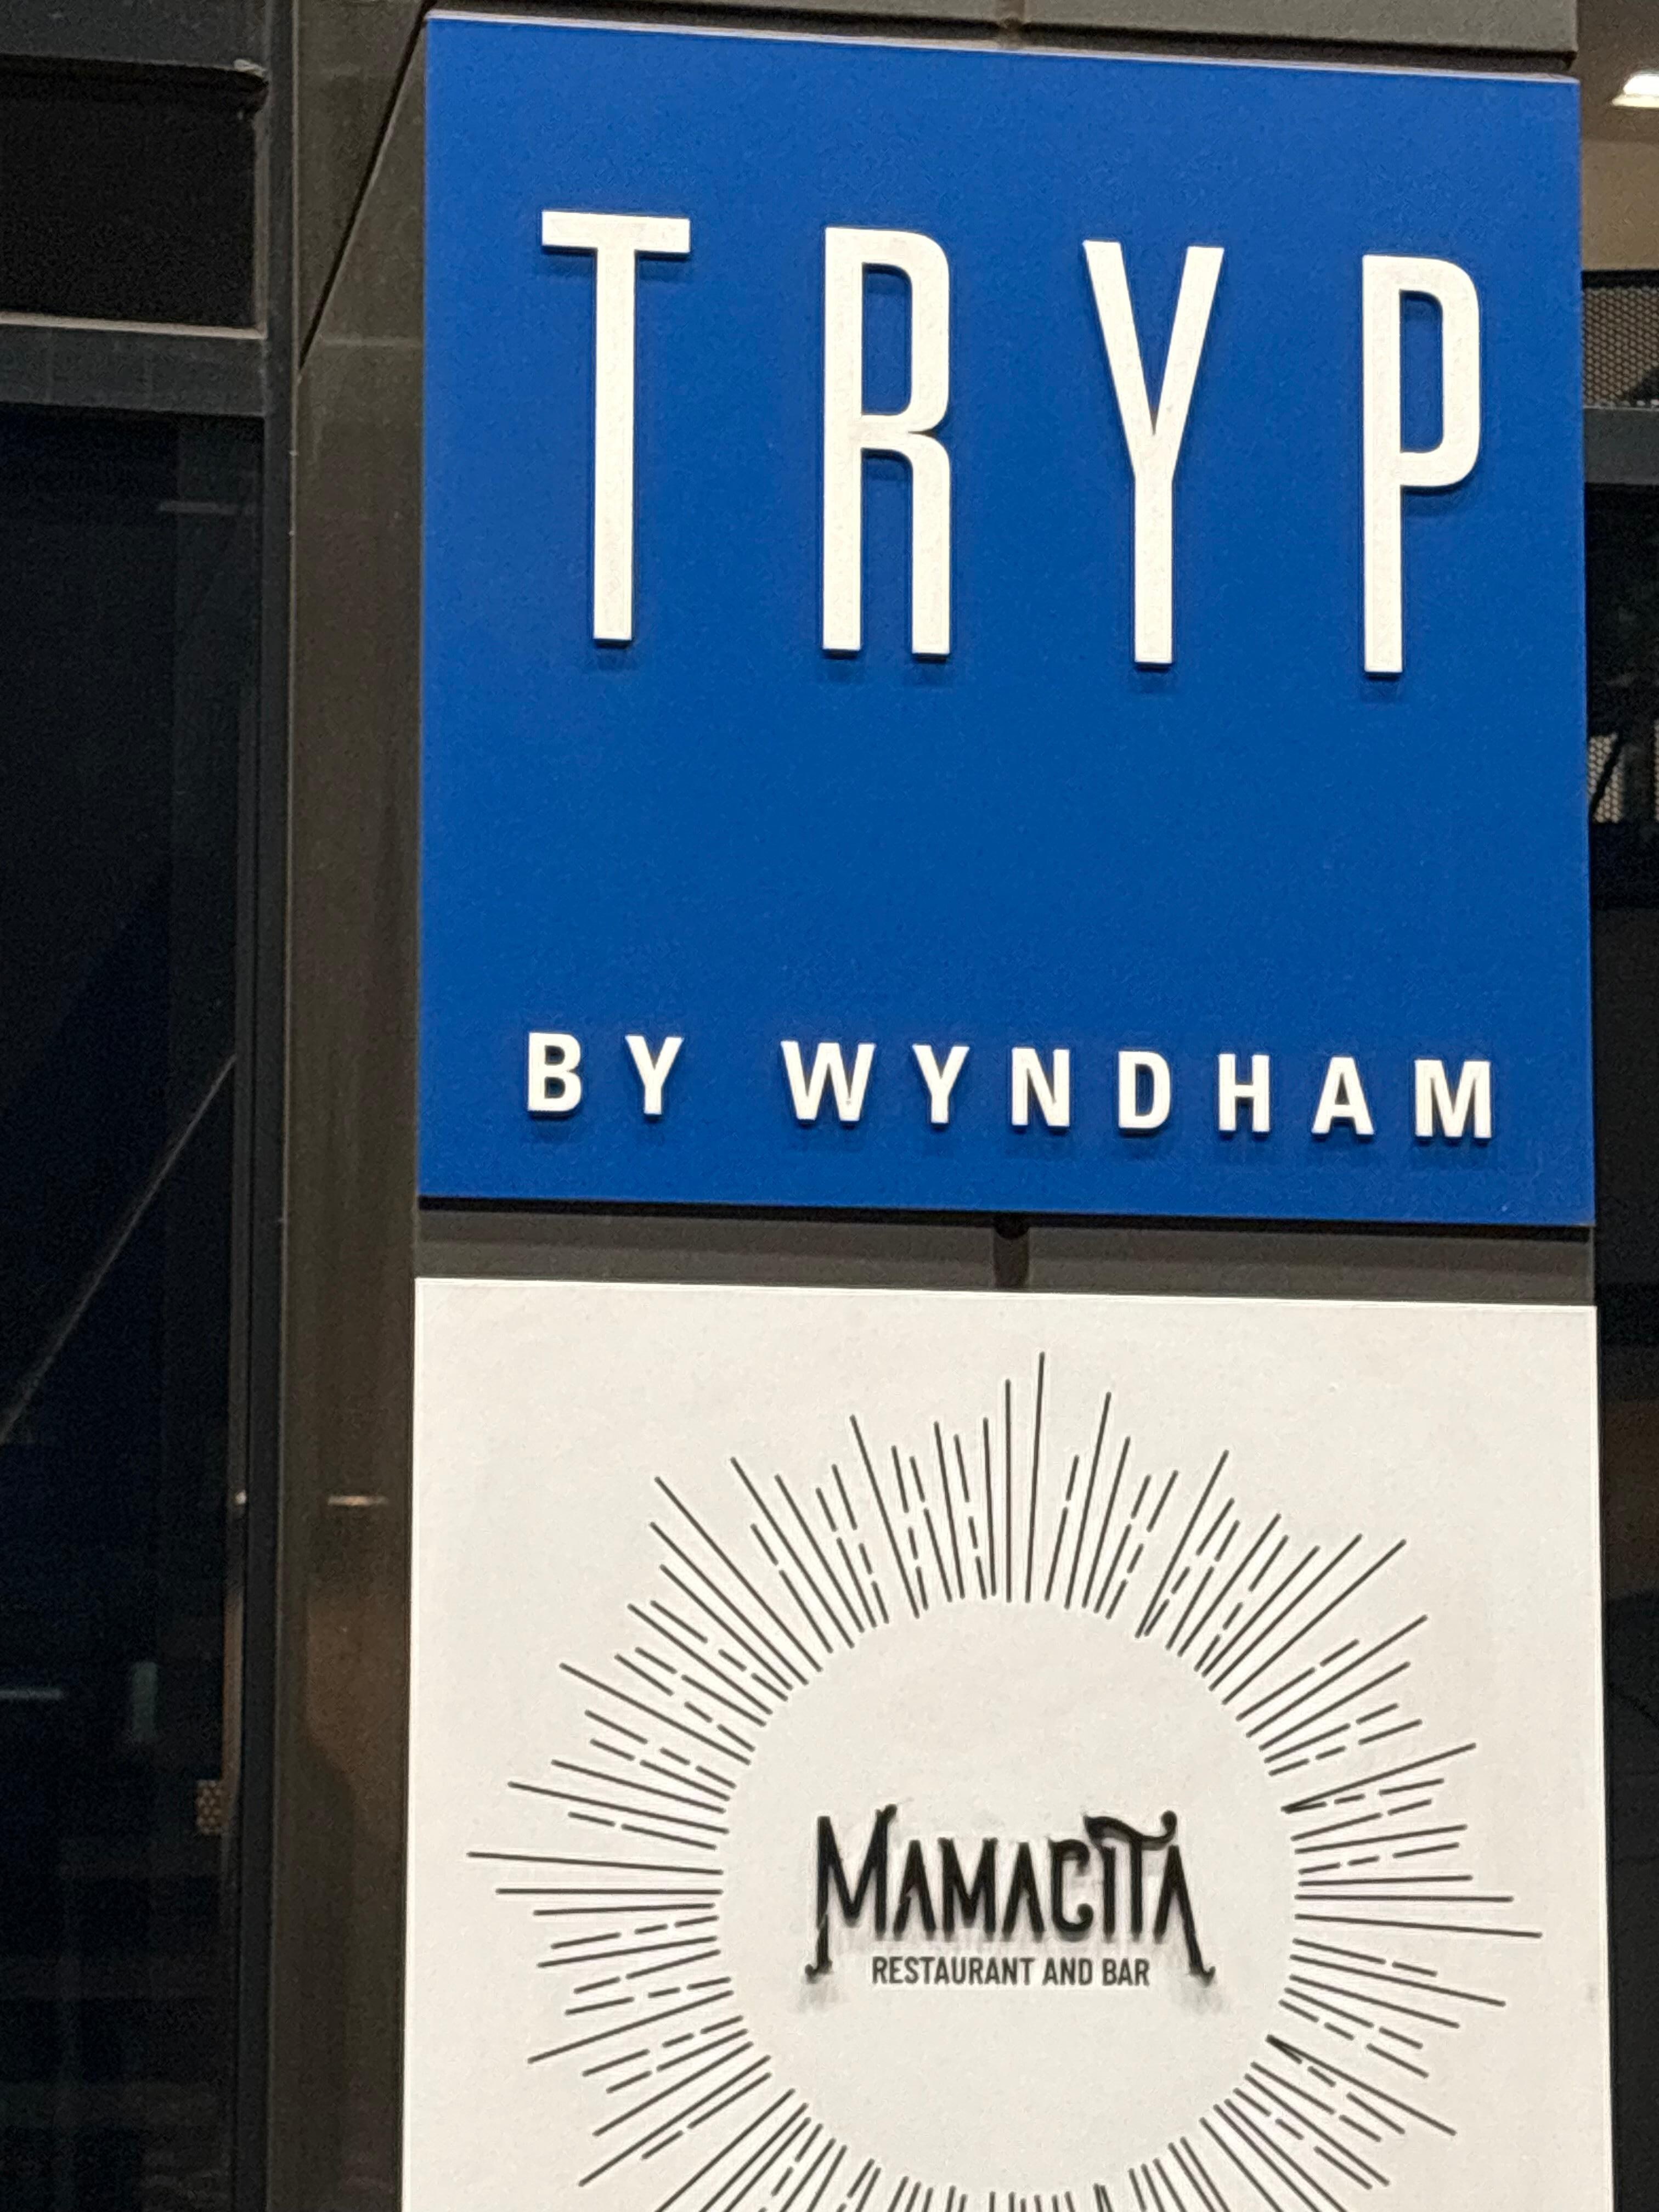 TRYP
BY WYNDHAM
MAMACITA
RESTAURANT AND BAR